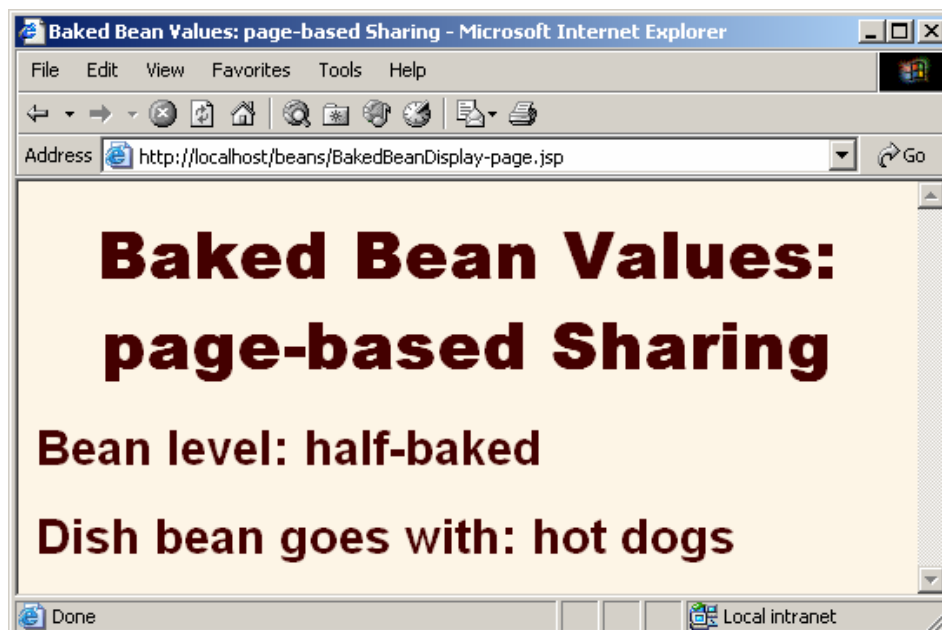 Baked Bean Values: page-based Sharing - Microsoft Internet Explorer
File Edit View Favorites Tools Help
Address http://localhost/beans/BakedBeanDisplay-page.jsp Go
Baked Bean Values:
page-based Sharing
Bean level: half-baked
Dish bean goes with: hot dogs
Done Local intranet